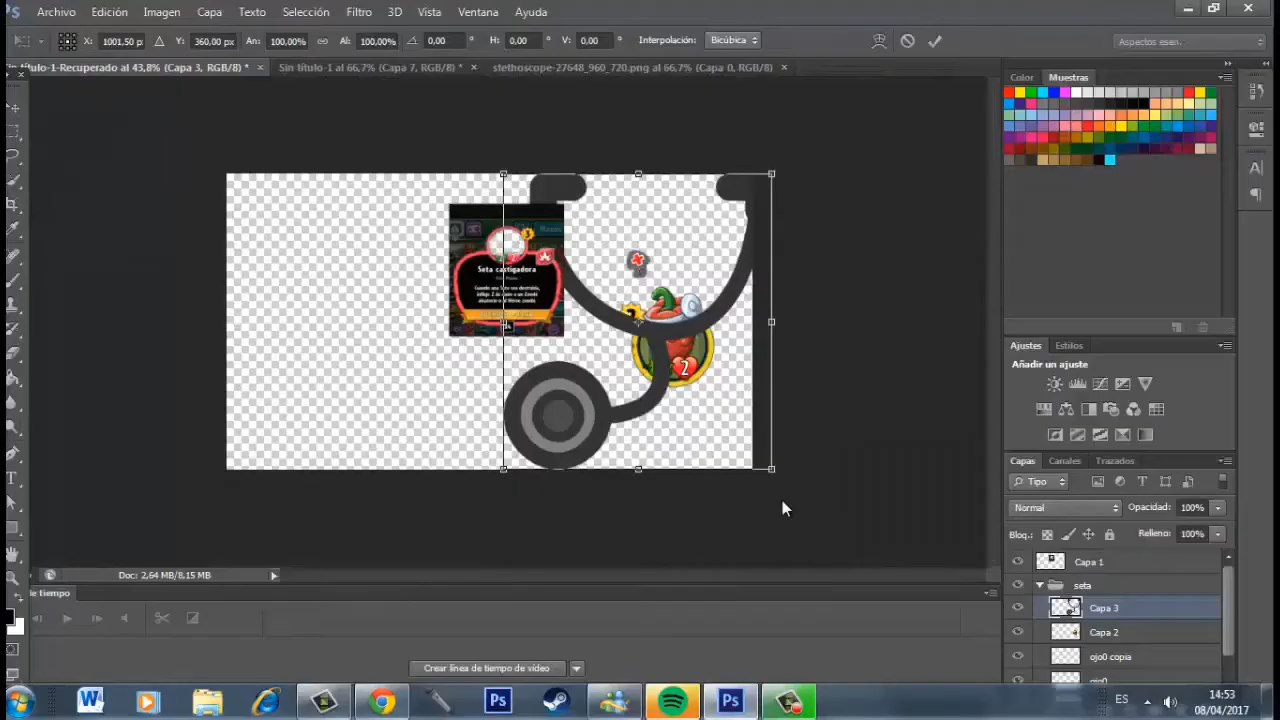 Archivo Edición Imagen Capa Texto Selección Filtro 3D Vista Ventana Ayuda
X: 1001,50 p Y: 360,00 px An: 100,00% Al: 100,00% 0,00 H: 0,00 V: 0,00 Interpolación: Bicúbica Aspectos esen.
n título-1-Recuperado al 43,8% (Capa 3, RGB/8) * × Sin título-1 al 66,7% (Capa 7, RGB/8) * × stethoscope-27648_960_720.png al 66,7% (Capa 0, RGB/8) ×
Color Muestras
3
Seta castigadora
2
Ajustes Estilos
Añadir un ajuste
Capas Canales Trazados
Tipo
Normal Opacidad: 100%
Bloq.: Relleno: 100%
Capa 1
seta
Capa 3
Capa 2
ojo0 copia
ojo0
Doc: 2,64 MB/8,15 MB
de tiempo
Crear línea de tiempo de vídeo
ES 14:53
08/04/2017